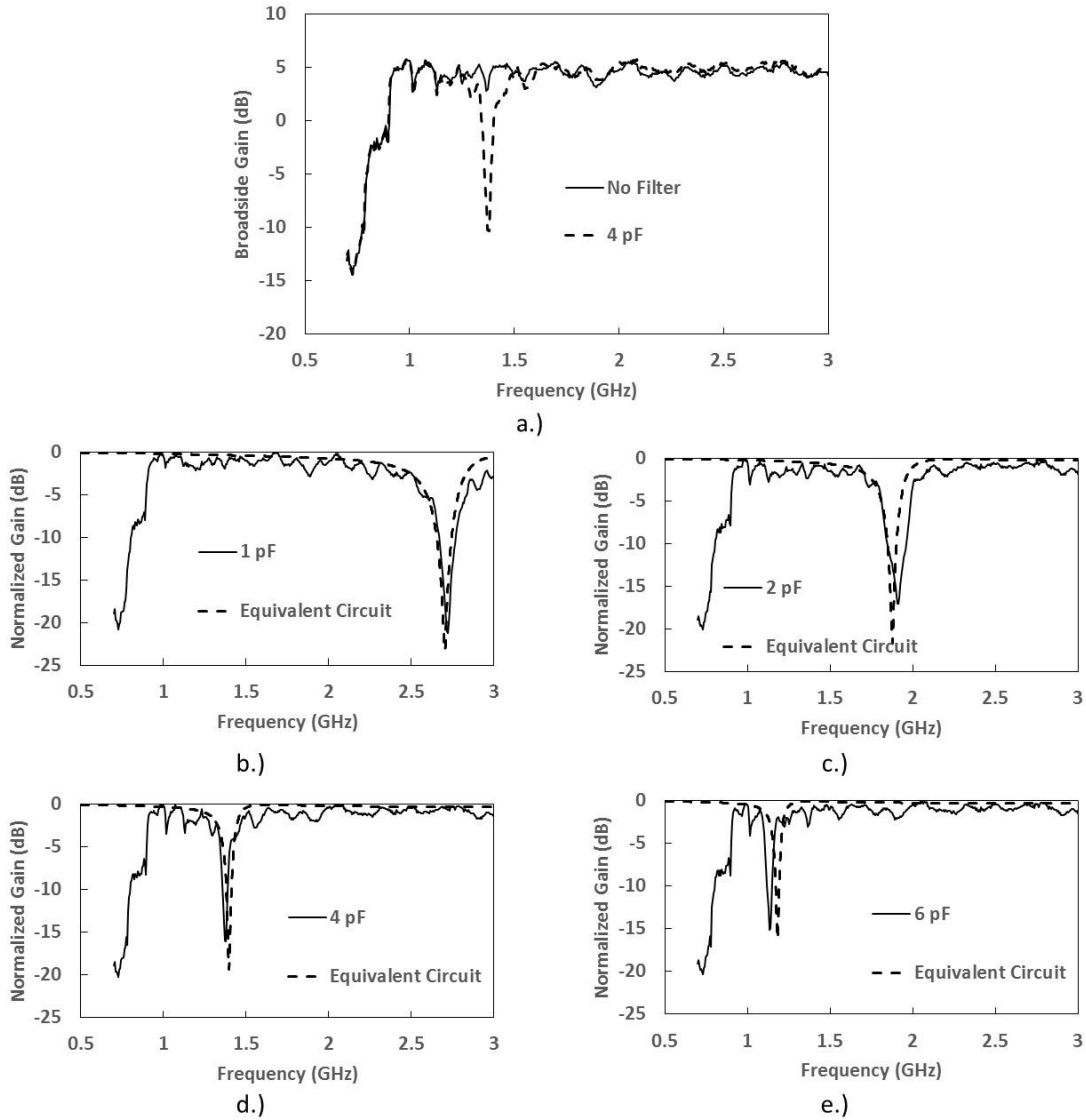 10
5
0
-5
-10
-15
-20
Broadside Gain (dB)
No Filter
4 pF
0.5 1 1.5 2 2.5 3
Frequency (GHz)
a.)
0
-5
-10
-15
-20
-25
Normalized Gain (dB)
1 pF
Equivalent Circuit
0.5 1 1.5 2 2.5 3
Frequency (GHz)
b.)
0
-5
-10
-15
-20
-25
Normalized Gain (dB)
2 pF
Equivalent Circuit
0.5 1 1.5 2 2.5 3
Frequency (GHz)
c.)
0
-5
-10
-15
-20
-25
Normalized Gain (dB)
4 pF
Equivalent Circuit
0.5 1 1.5 2 2.5 3
Frequency (GHz)
d.)
0
-5
-10
-15
-20
-25
Normalized Gain (dB)
6 pF
Equivalent Circuit
0.5 1 1.5 2 2.5 3
Frequency (GHz)
e.)